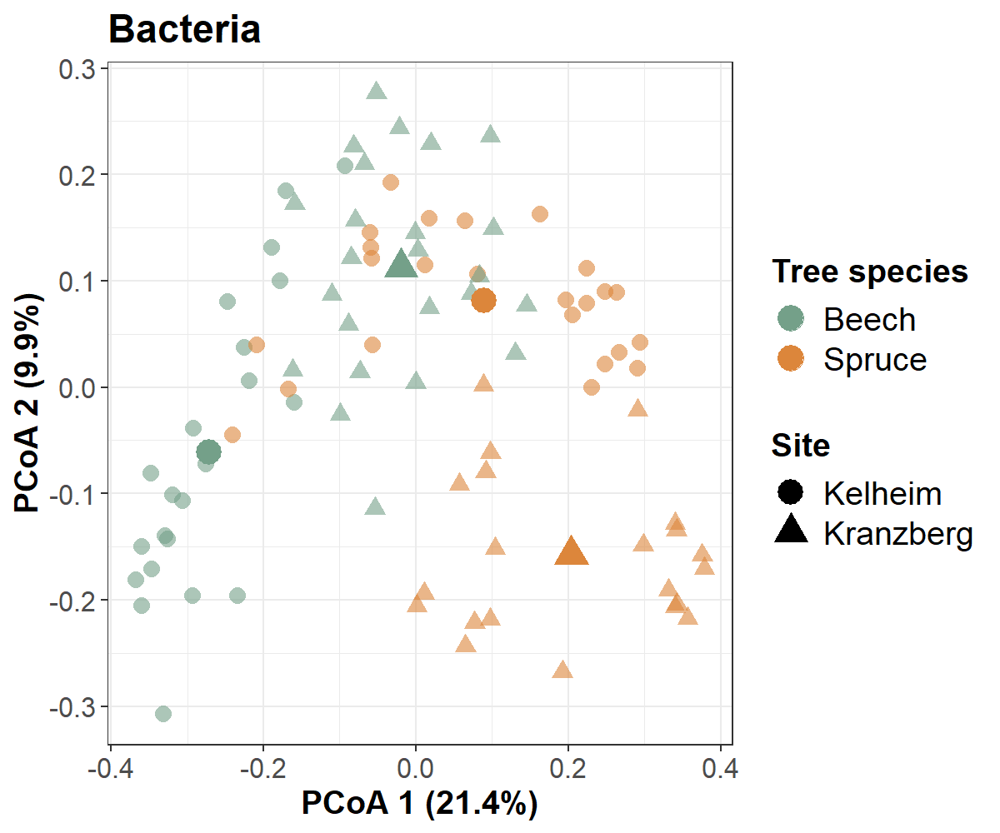 Bacteria
0.3
0.2
0.1
0.0
-0.1
-0.2
-0.3
PCoA 2 (9.9%)
-0.4
-0.2
0.0
0.2
0.4
PCoA 1 (21.4%)
Tree species
Beech
Spruce
Site
Kelheim
Kranzberg